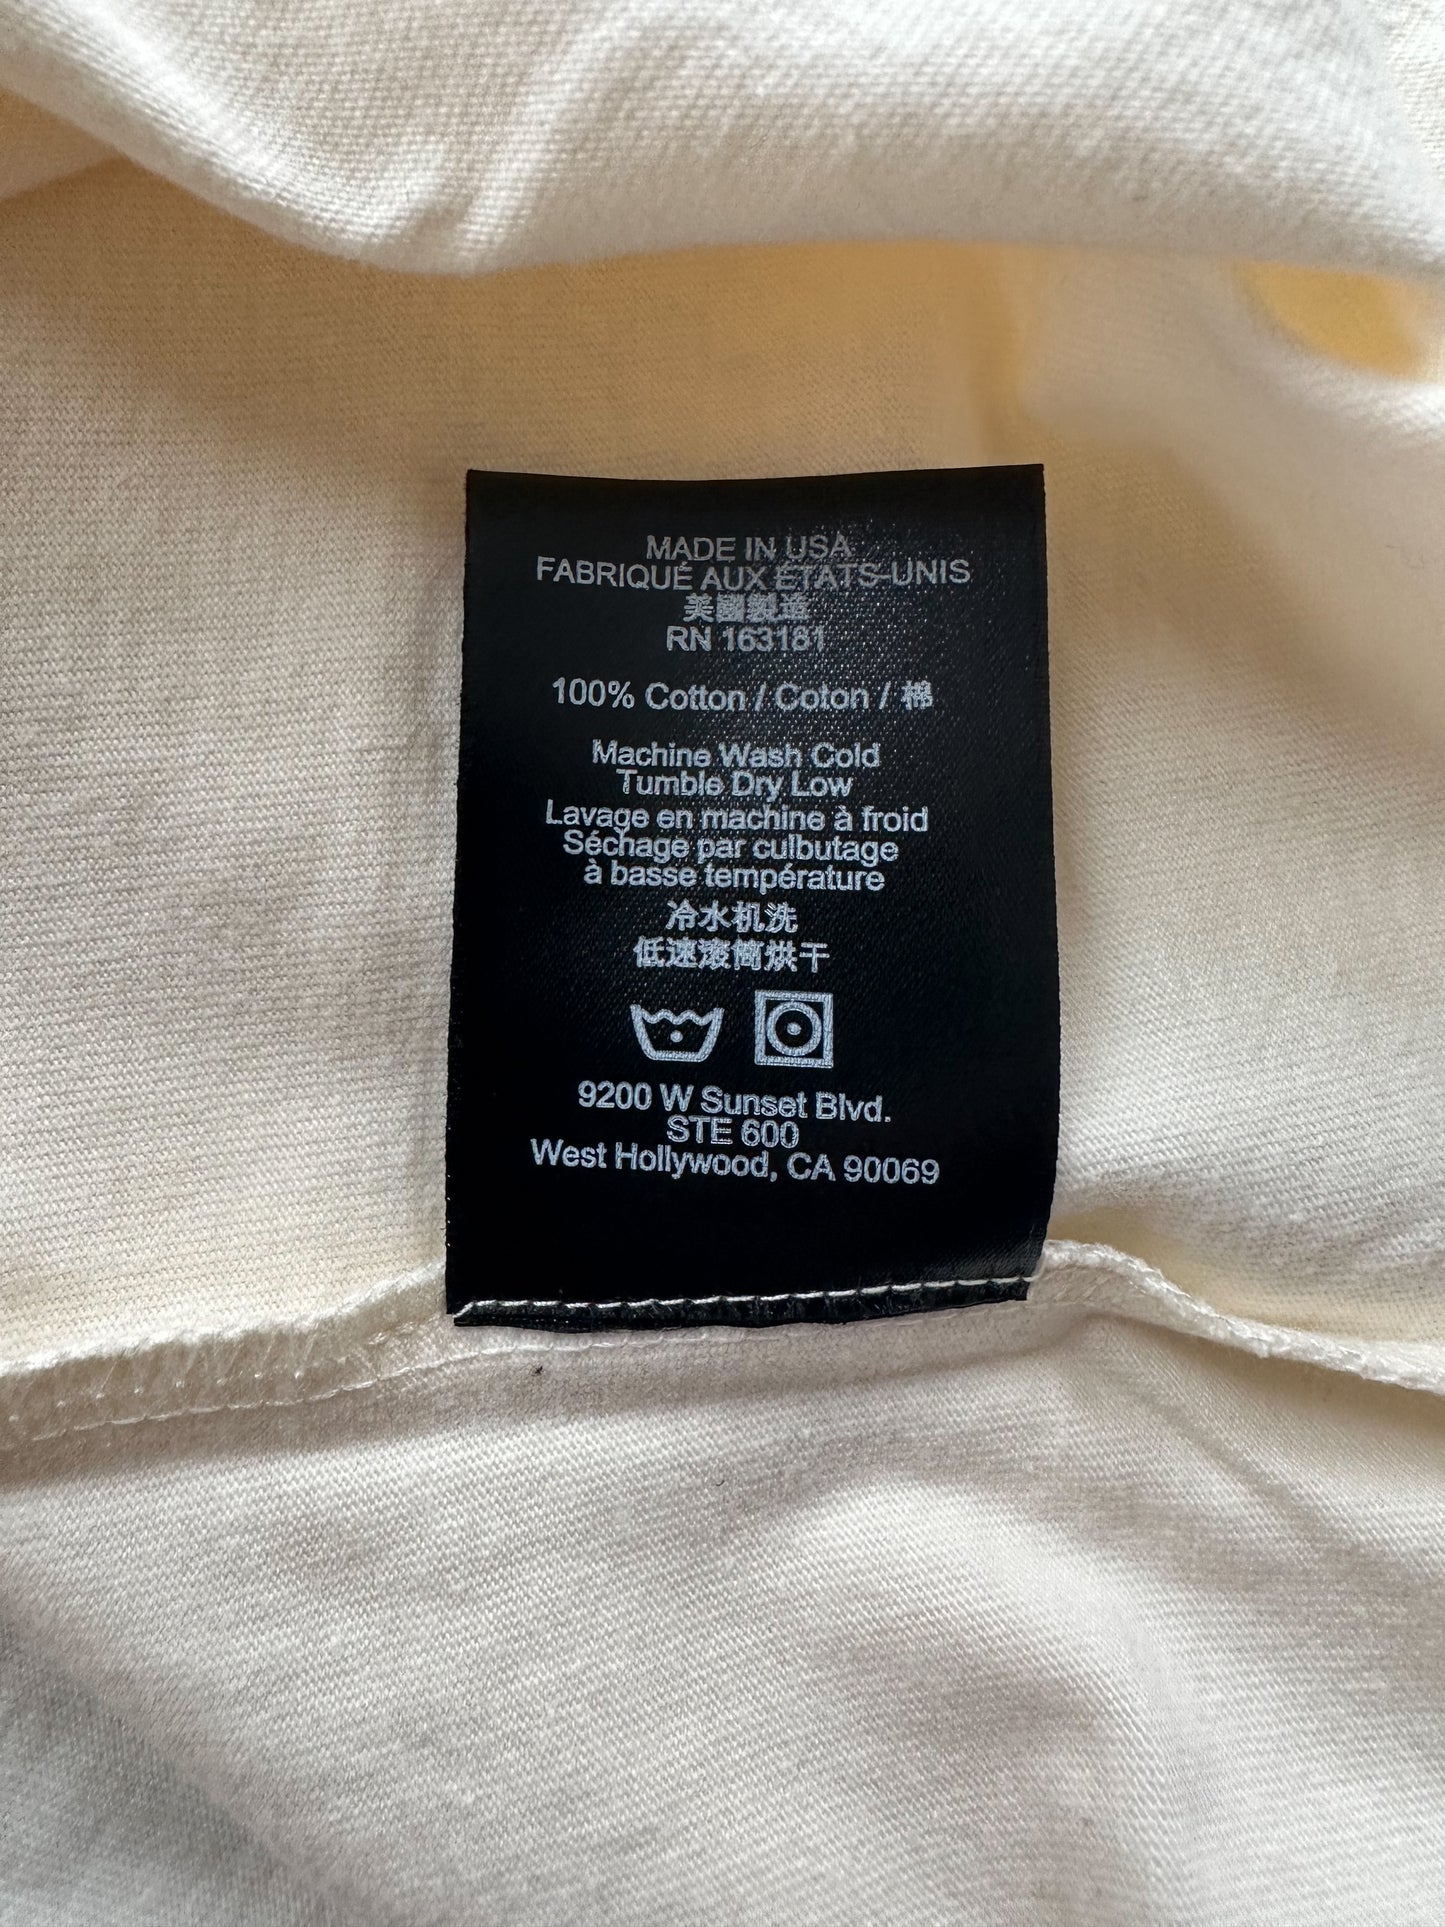 MADE IN USA
FABRIQUÉ AUX ÉTATS-UNIS
美國製造
RN 163181
100% Cotton / Coton / 棉
Machine Wash Cold
Tumble Dry Low
Lavage en machine à froid
Séchage par culbutage
à basse température
冷水机洗
低速滚筒烘干
9200 W Sunset Blvd.
STE 600
West Hollywood, CA 90069